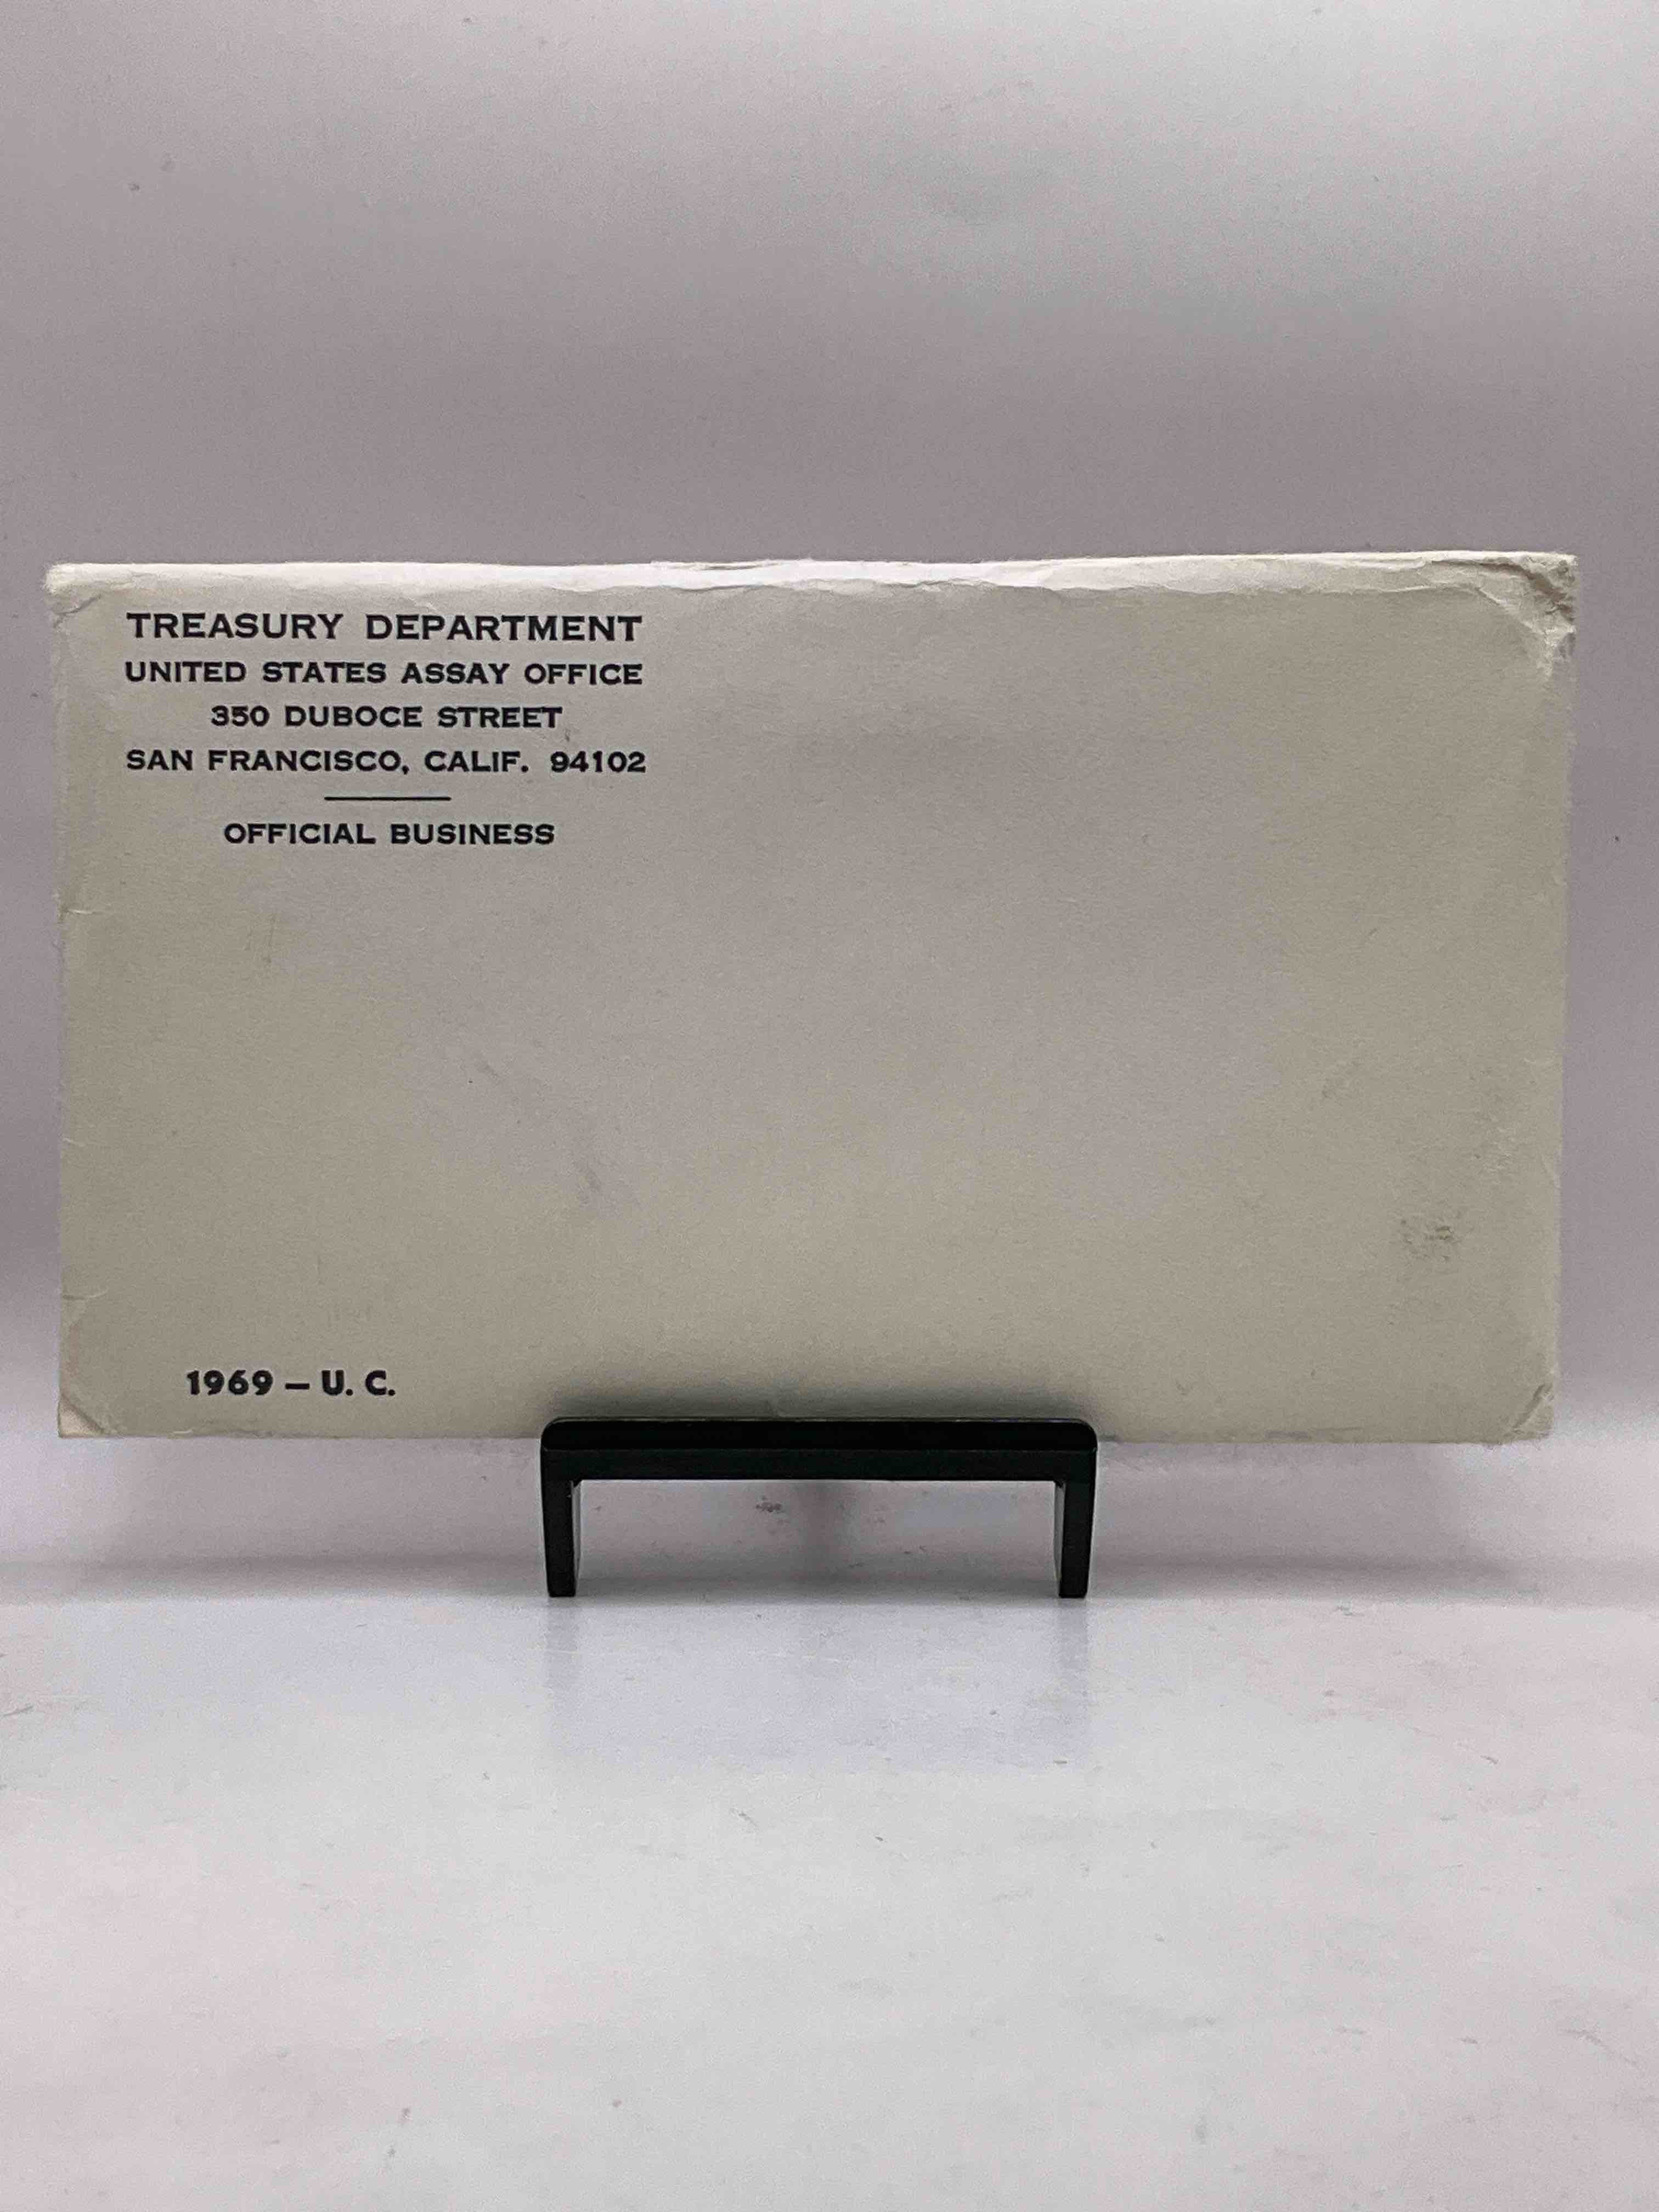 TREASURY DEPARTMENT
UNITED STATES ASSAY OFFICE
350 DUBOCE STREET
SAN FRANCISCO, CALIF. 94102
OFFICIAL BUSINESS
1969 – U. C.